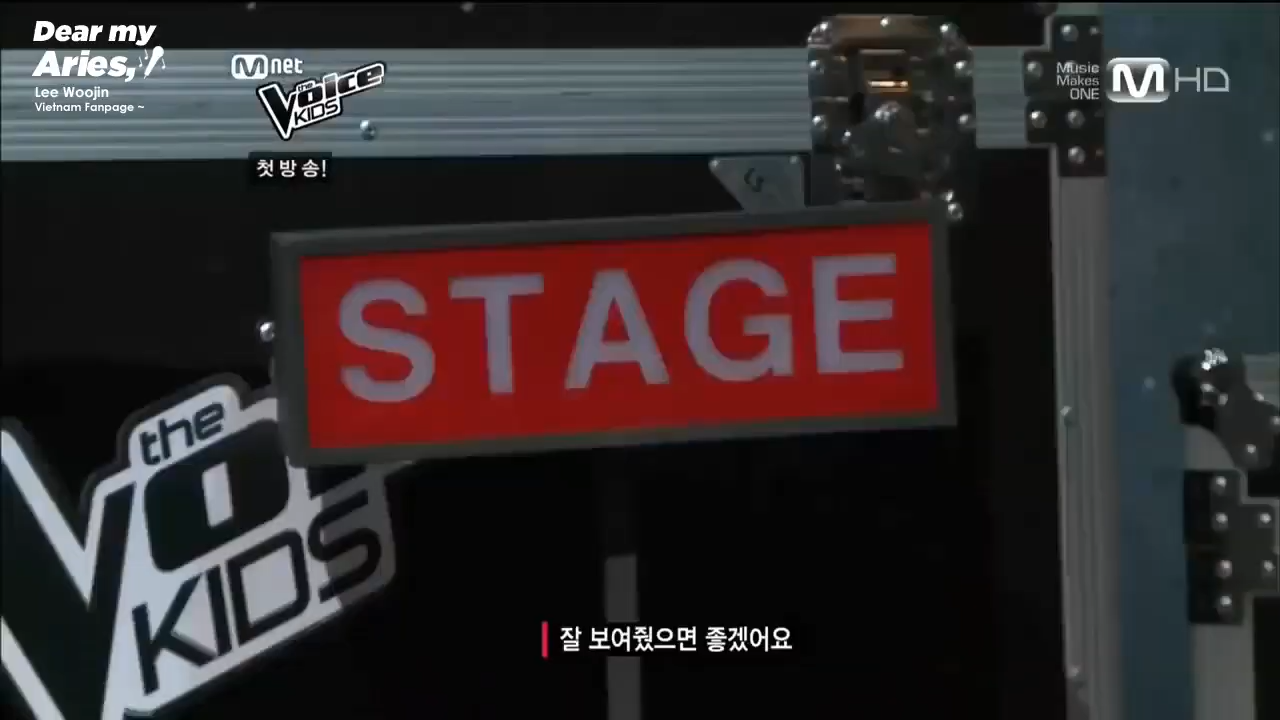 Dear my
Aries,
Lee Woojin
Vietnam Fanpage ~
Mnet
the
Voice
KIDS
첫 방송!
Music
Makes
ONE
M HD
STAGE
the
KIDS
잘 보여줬으면 좋겠어요